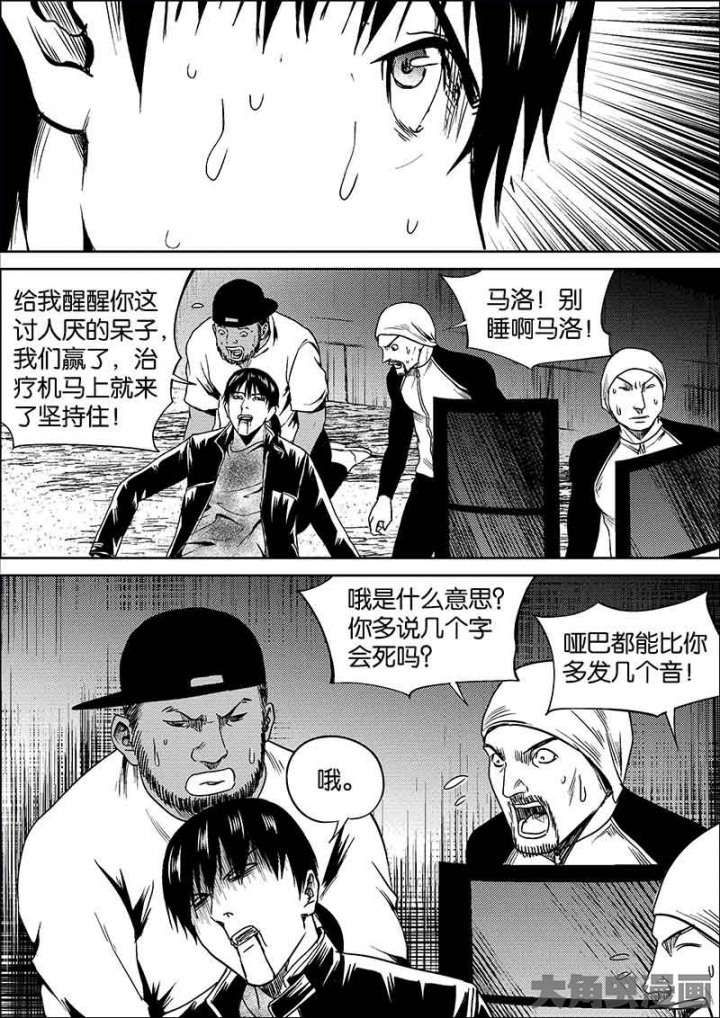 给我醒醒你这
讨人厌的呆子，
我们赢了，治
疗机马上就来
了坚持住！
马洛！别
睡啊马洛！
哦是什么意思？
你多说几个字
会死吗？
哑巴都能比你
多发几个音！
哦。
大角虫漫画